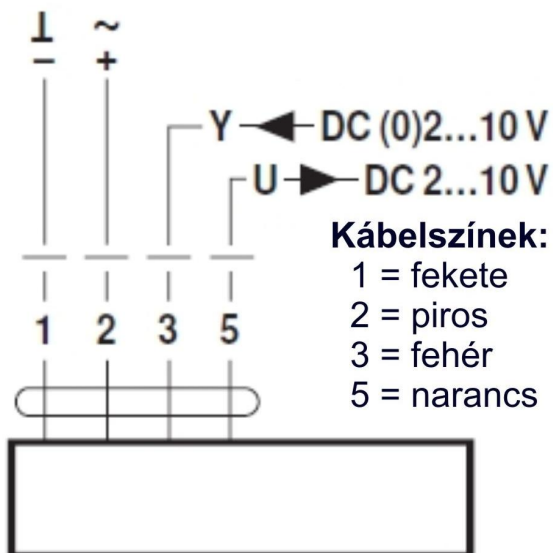 ⊥ ~
– +
Y DC (0)2...10 V
U DC 2...10 V
Kábelszínek:
1 = fekete
2 = piros
3 = fehér
5 = narancs
1 2 3 5